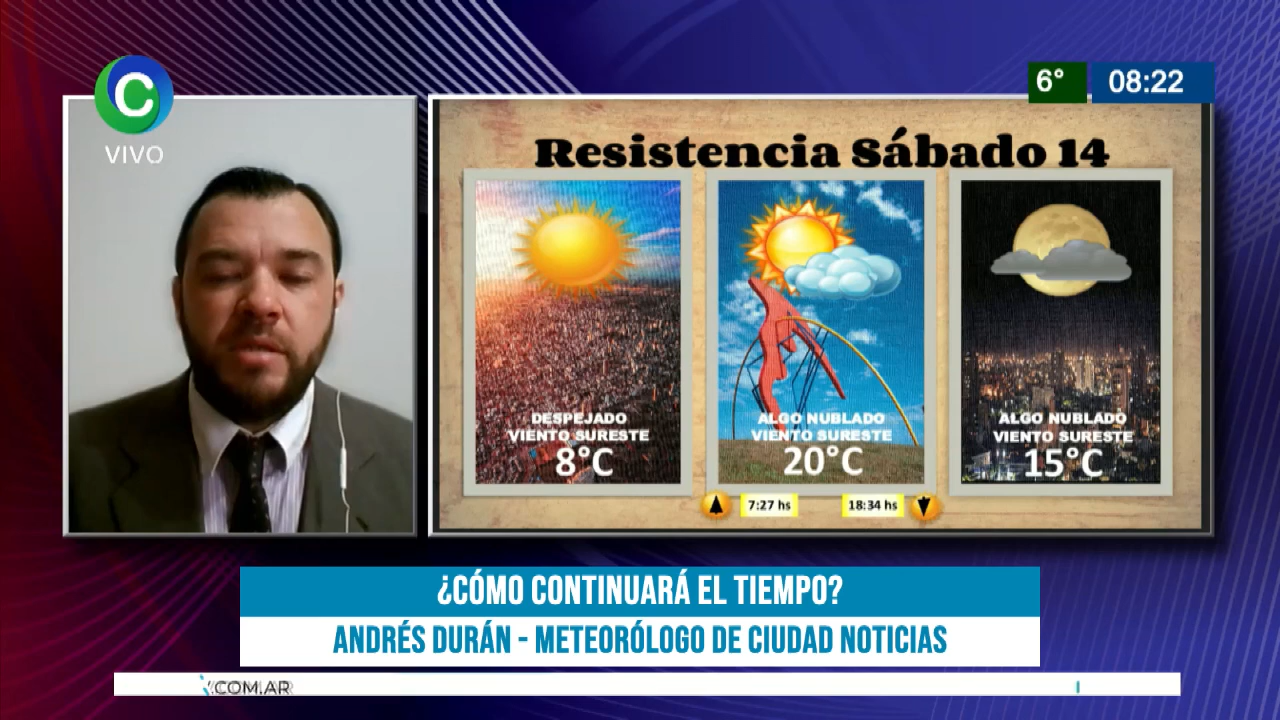 C
VIVO
6° 08:22
Resistencia Sábado 14
DESPEJADO
VIENTO SURESTE
8°C
ALGO NUBLADO
VIENTO SURESTE
20°C
ALGO NUBLADO
VIENTO SURESTE
15°C
7:27 hs 18:34 hs
¿CÓMO CONTINUARÁ EL TIEMPO?
ANDRÉS DURÁN - METEORÓLOGO DE CIUDAD NOTICIAS
.COM.AR